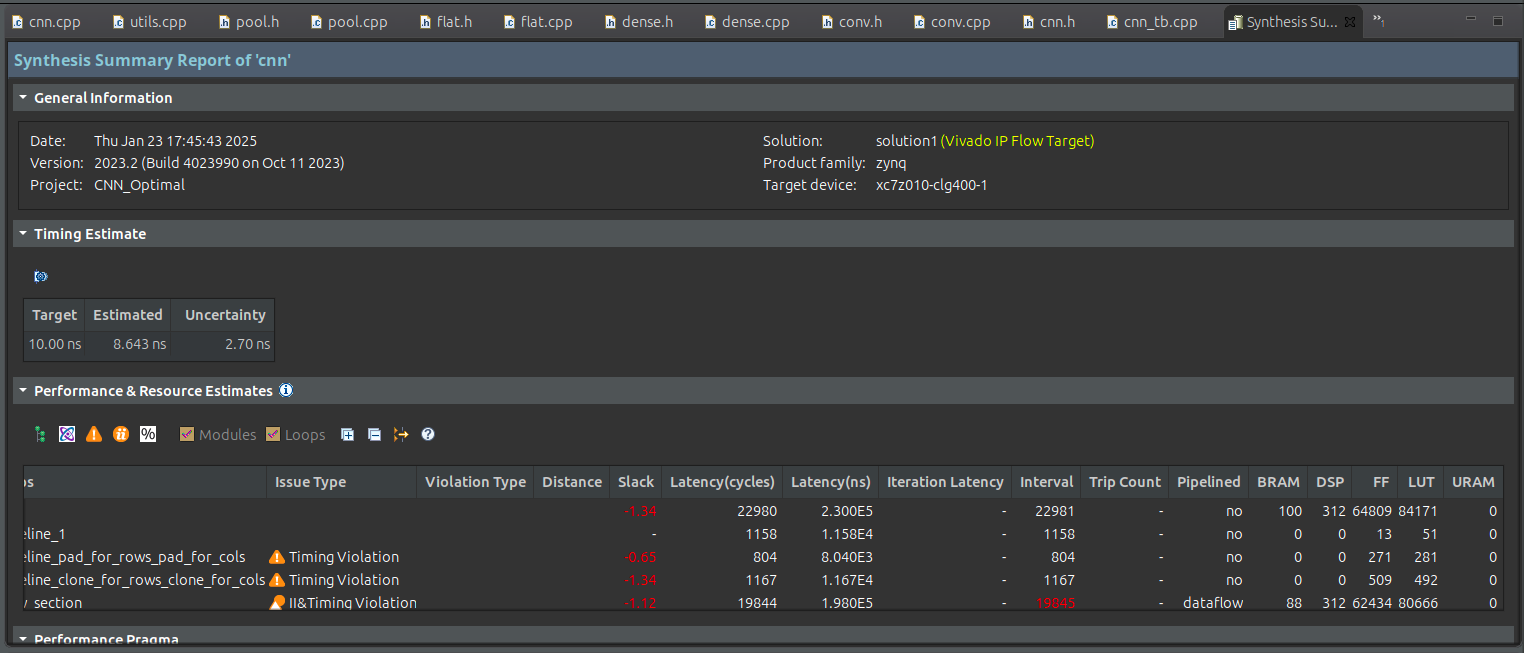 cnn.cpp utils.cpp pool.h pool.cpp flat.h flat.cpp dense.h dense.cpp conv.h conv.cpp cnn.h cnn_tb.cpp Synthesis Su... »1
Synthesis Summary Report of 'cnn'
General Information
Date: Thu Jan 23 17:45:43 2025 Solution: solution1 (Vivado IP Flow Target)
Version: 2023.2 (Build 4023990 on Oct 11 2023) Product family: zynq
Project: CNN_Optimal Target device: xc7z010-clg400-1
Timing Estimate
Target Estimated Uncertainty
10.00 ns 8.643 ns 2.70 ns
Performance & Resource Estimates
% Modules Loops
Issue Type Violation Type Distance Slack Latency(cycles) Latency(ns) Iteration Latency Interval Trip Count Pipelined BRAM DSP FF LUT URAM
-1.34 22980 2.300E5 - 22981 - no 100 312 64809 84171 0
eline_1 - 1158 1.158E4 - 1158 - no 0 0 13 51 0
eline_pad_for_rows_pad_for_cols Timing Violation -0.65 804 8.040E3 - 804 - no 0 0 271 281 0
eline_clone_for_rows_clone_for_cols Timing Violation -1.34 1167 1.167E4 - 1167 - no 0 0 509 492 0
section II&Timing Violation -1.12 19844 1.980E5 - 19845 - dataflow 88 312 62434 80666 0
Performance Pragma